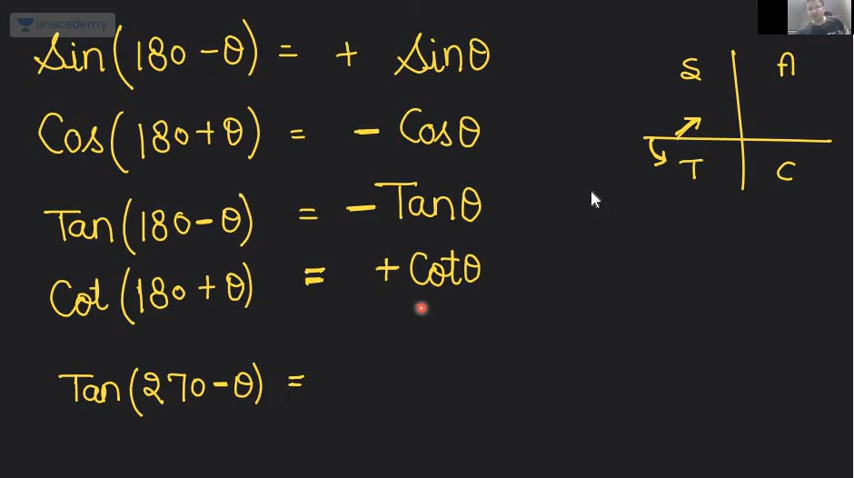 unacademy
Sin(180-θ) = + Sinθ
Cos(180+θ) = - Cosθ
Tan(180-θ) = -Tanθ
Cot(180+θ) = +Cotθ
Tan(270-θ) =
S A
T C